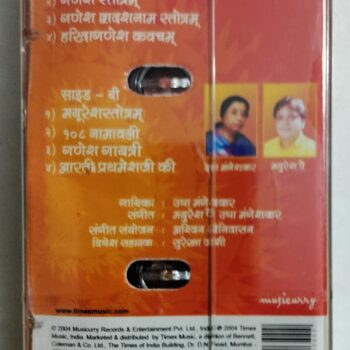 २) गणेश स्तोत्रम्
३) गणेश द्वादशनाम स्तोत्रम्
४) हरिद्रागणेश कवचम्
साइड - बी
१) मयूरेशस्तोत्रम्
२) १०८ नामावली
३) गणेश गायत्री
४) आरती प्रथमेशजी की
उषा मंगेशकर
मयुरेश पै
गायिका : उषा मंगेशकर
संगीत : मयुरेश पै उषा मंगेशकर
संगीत संयोजन :
विशेष सहायक : सुरेख जोशी
www.timesmusic.com
musicurry
© 2004 Musicurry Records & Entertainment Pvt. Ltd., India. ℗ 2004 Times
Music, India. Marketed & distributed by Times Music, a division of Bennett,
Coleman & Co. Ltd., The Times of India Building, Dr. D.N. Road, Mumbai -